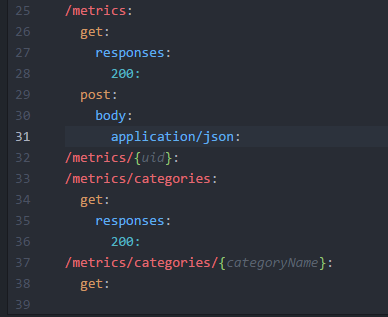 25 /metrics:
26 get:
27 responses:
28 200:
29 post:
30 body:
31 application/json:
32 /metrics/{uid}:
33 /metrics/categories:
34 get:
35 responses:
36 200:
37 /metrics/categories/{categoryName}:
38 get:
39